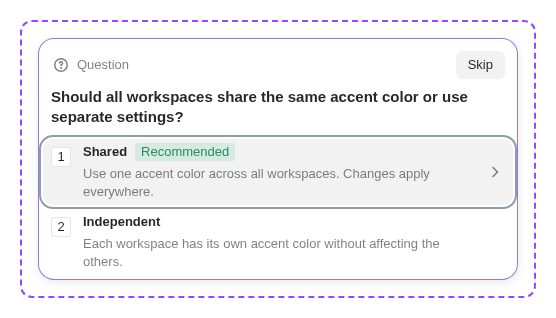 Question
Skip
Should all workspaces share the same accent color or use
separate settings?
1
Shared Recommended
Use one accent color across all workspaces. Changes apply
everywhere.
2
Independent
Each workspace has its own accent color without affecting the
others.